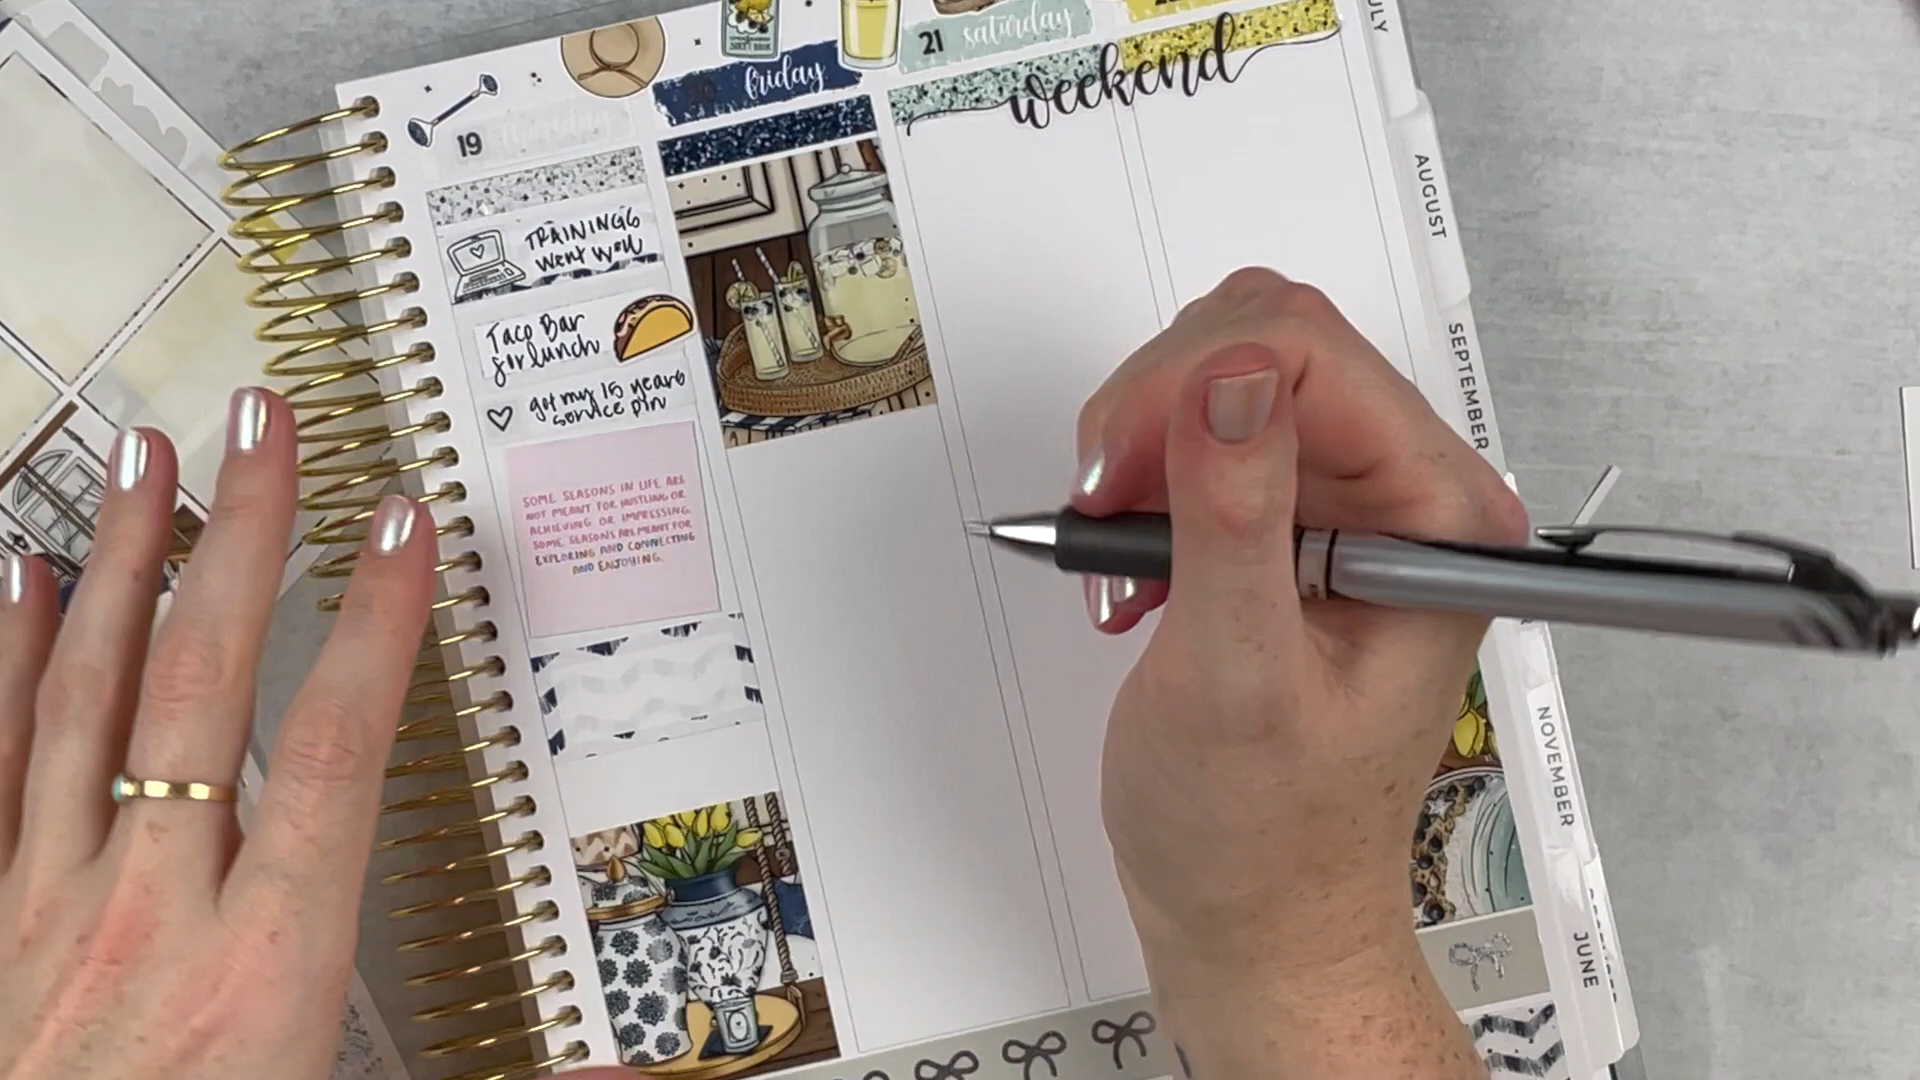 JULY
21 saturday
friday
weekend
19 thursday
TRAININGG
went well
Taco Bar
for lunch
got my 15 years
service pin
SOME SEASONS IN LIFE ARE
NOT MEANT FOR HUSTLING OR
ACHIEVING OR IMPRESSING.
SOME SEASONS ARE MEANT FOR
EXPLORING AND CONNECTING
AND ENJOYING.
AUGUST
SEPTEMBER
NOVEMBER
JUNE